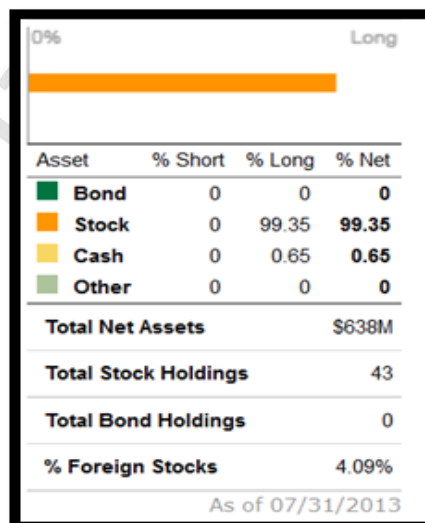 0% Long
Asset % Short % Long % Net
Bond 0 0 0
Stock 0 99.35 99.35
Cash 0 0.65 0.65
Other 0 0 0
Total Net Assets $638M
Total Stock Holdings 43
Total Bond Holdings 0
% Foreign Stocks 4.09%
As of 07/31/2013